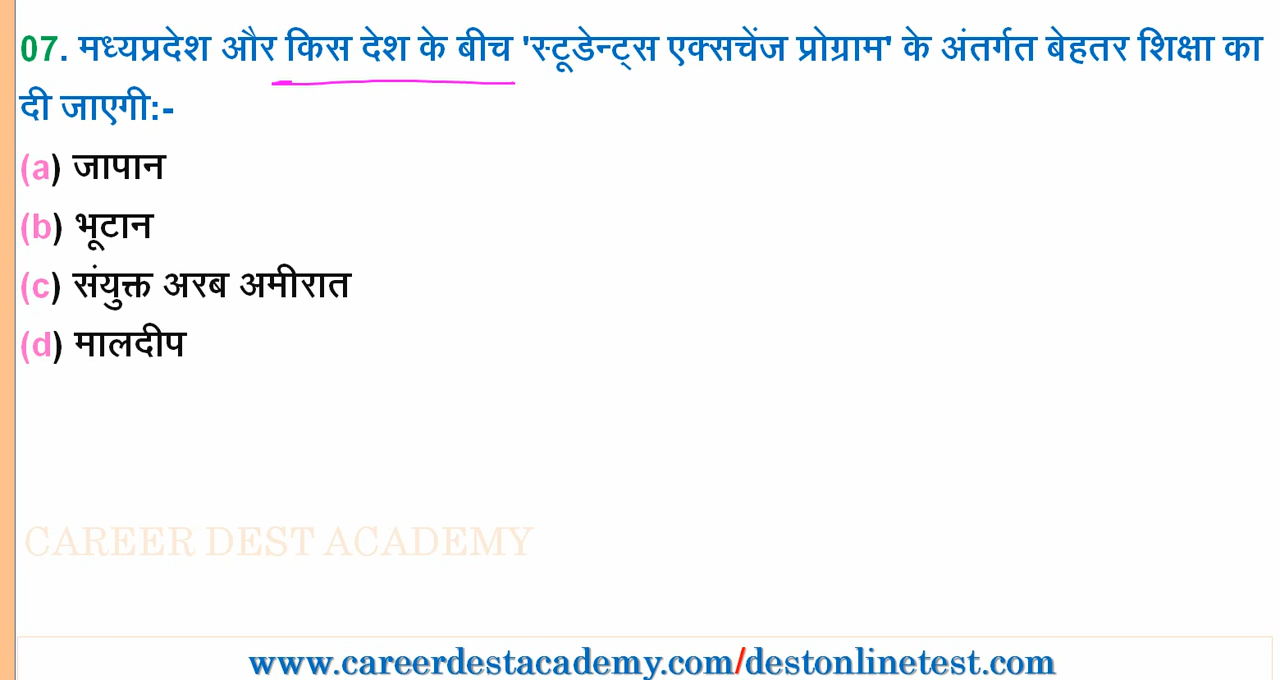 07. मध्यप्रदेश और किस देश के बीच 'स्टूडेन्ट्स एक्सचेंज प्रोग्राम' के अंतर्गत बेहतर शिक्षा का
दी जाएगी:-
(a) जापान
(b) भूटान
(c) संयुक्त अरब अमीरात
(d) मालदीप
CAREER DEST ACADEMY
www.careerdestacademy.com/destonlinetest.com